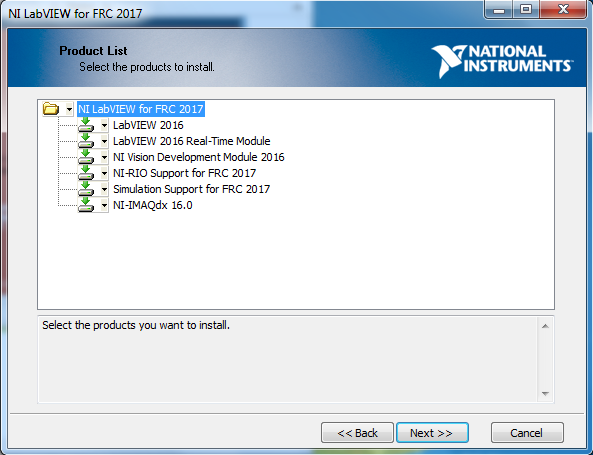 NI LabVIEW for FRC 2017
Product List
Select the products to install.
NATIONAL
INSTRUMENTS
NI LabVIEW for FRC 2017
LabVIEW 2016
LabVIEW 2016 Real-Time Module
NI Vision Development Module 2016
NI-RIO Support for FRC 2017
Simulation Support for FRC 2017
NI-IMAQdx 16.0
Select the products you want to install.
<< Back
Next >>
Cancel